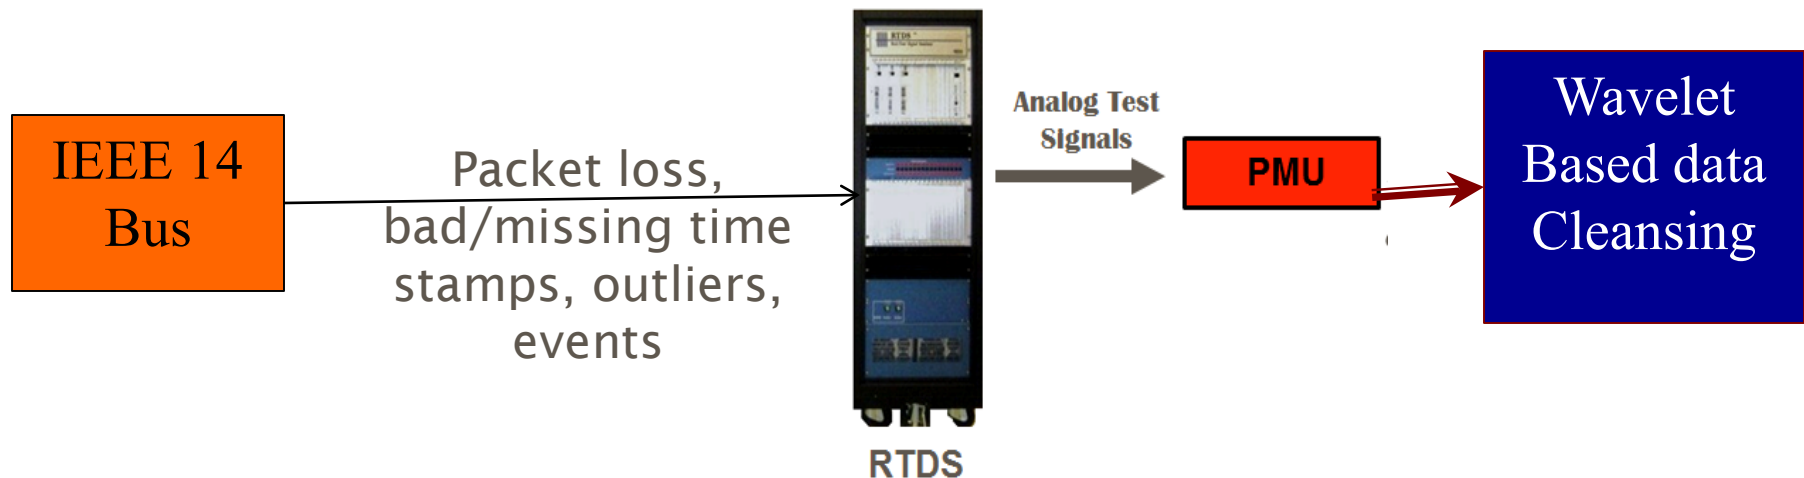 IEEE 14
Bus
Packet loss,
bad/missing time
stamps, outliers,
events
RTDS
RTDS
Analog Test
Signals
PMU
Wavelet
Based data
Cleansing